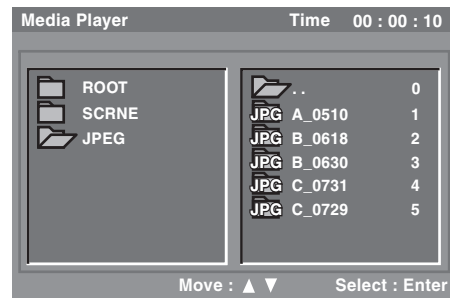 Media Player Time 00 : 00 : 10
ROOT
SCRNE
JPEG
. . 0
JPG A_0510 1
JPG B_0618 2
JPG B_0630 3
JPG C_0731 4
JPG C_0729 5
Move : ▲ ▼ Select : Enter